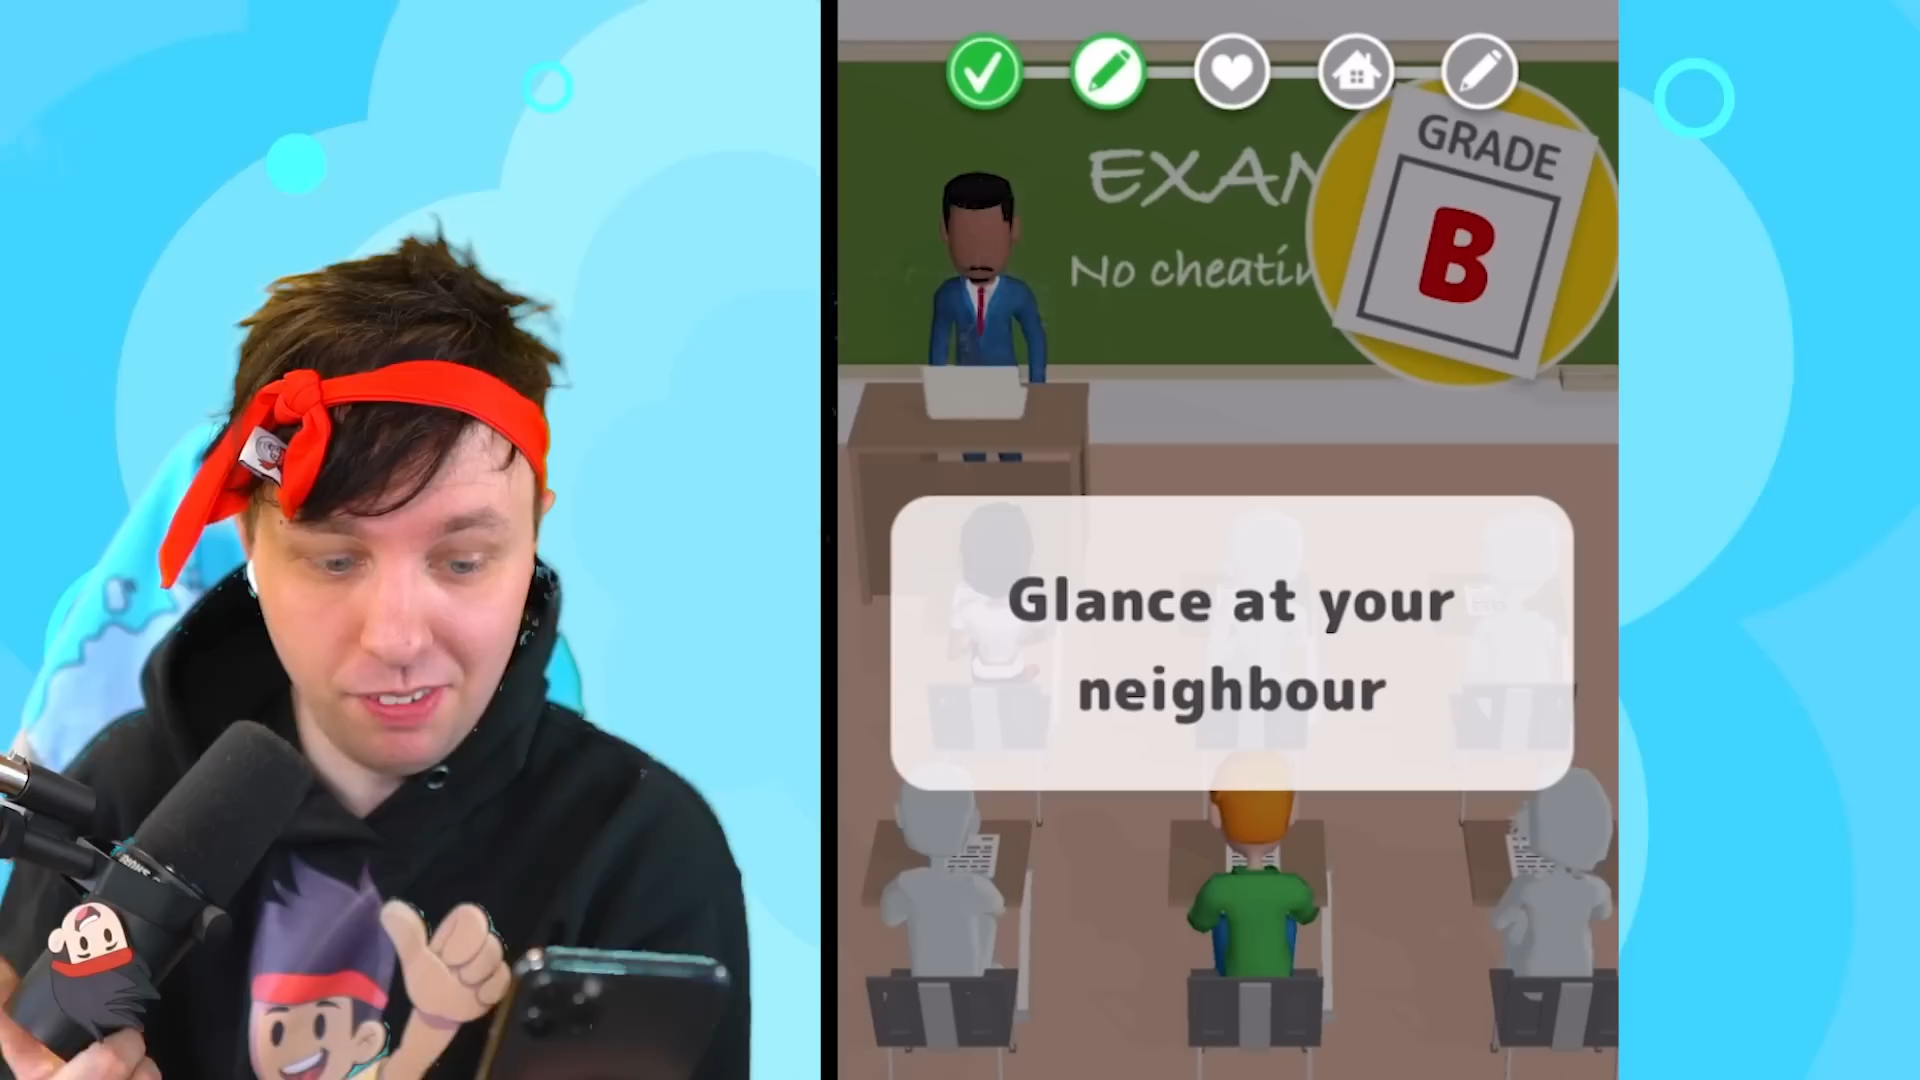 EXAM
No cheatin
GRADE
B
Glance at your
neighbour